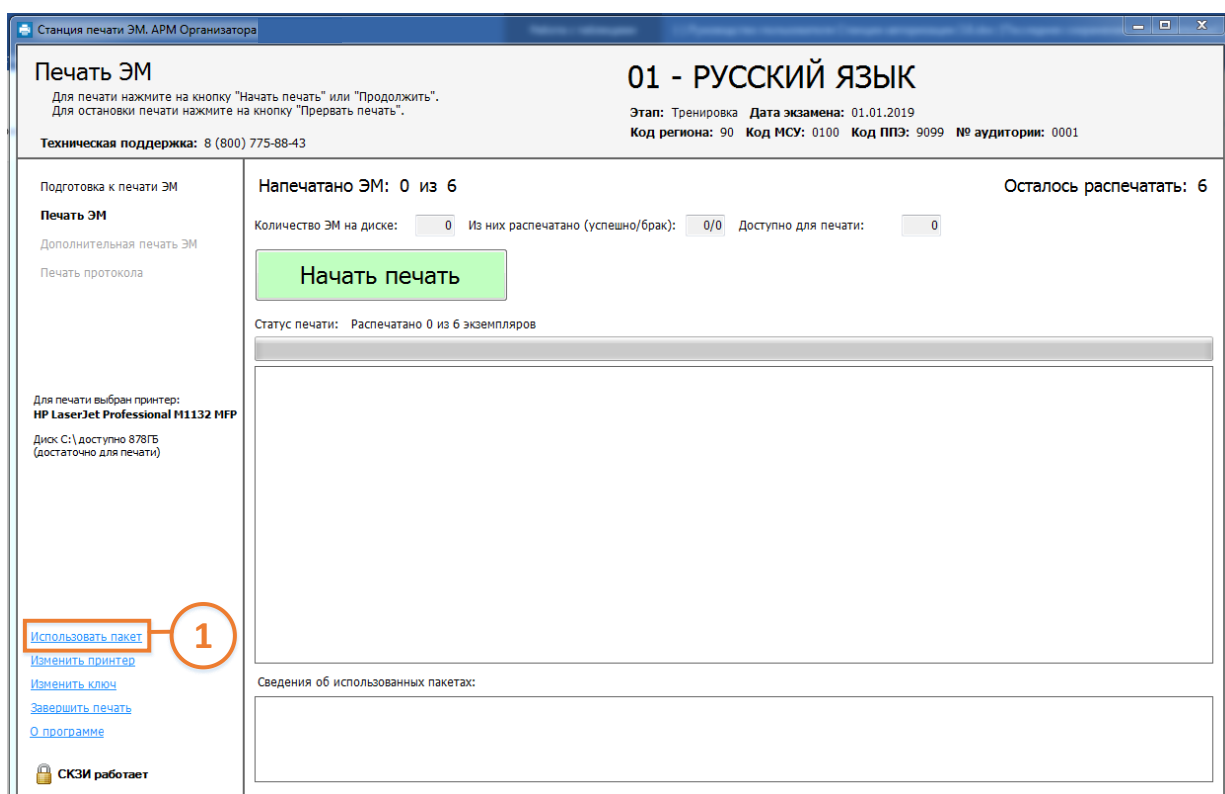 Станция печати ЭМ. АРМ Организатора
Печать ЭМ
Для печати нажмите на кнопку "Начать печать" или "Продолжить".
Для остановки печати нажмите на кнопку "Прервать печать".
Техническая поддержка: 8 (800) 775-88-43
01 - РУССКИЙ ЯЗЫК
Этап: Тренировка Дата экзамена: 01.01.2019
Код региона: 90 Код МСУ: 0100 Код ППЭ: 9099 № аудитории: 0001
Подготовка к печати ЭМ
Печать ЭМ
Дополнительная печать ЭМ
Печать протокола
Для печати выбран принтер:
HP LaserJet Professional M1132 MFP
Диск C:\ доступно 878ГБ
(достаточно для печати)
Использовать пакет
1
Изменить принтер
Изменить ключ
Завершить печать
О программе
СКЗИ работает
Напечатано ЭМ: 0 из 6
Осталось распечатать: 6
Количество ЭМ на диске: 0 Из них распечатано (успешно/брак): 0/0 Доступно для печати: 0
Начать печать
Статус печати: Распечатано 0 из 6 экземпляров
Сведения об использованных пакетах: